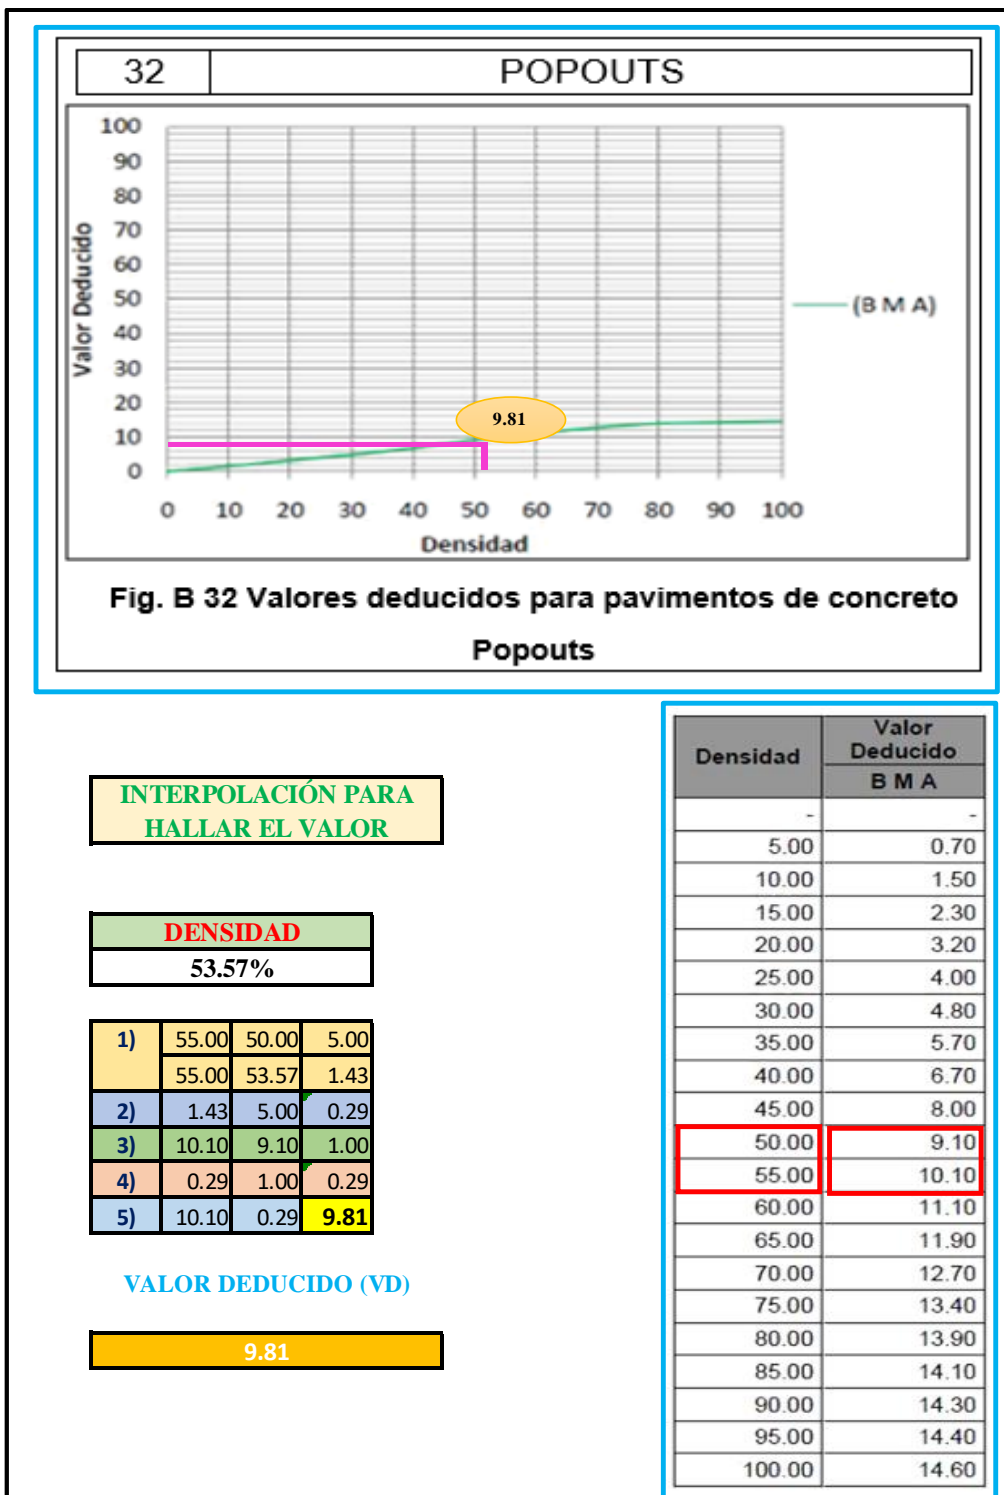 32 POPOUTS
100
90
80
70
60
50
40
30
20
10
0
Valor Deducido
9.81
(B M A)
0 10 20 30 40 50 60 70 80 90 100
Densidad
Fig. B 32 Valores deducidos para pavimentos de concreto
Popouts
INTERPOLACIÓN PARA
HALLAR EL VALOR
DENSIDAD
53.57%
1) 55.00 50.00 5.00
55.00 53.57 1.43
2) 1.43 5.00 0.29
3) 10.10 9.10 1.00
4) 0.29 1.00 0.29
5) 10.10 0.29 9.81
VALOR DEDUCIDO (VD)
9.81
Densidad Valor
Deducido
B M A
- -
5.00 0.70
10.00 1.50
15.00 2.30
20.00 3.20
25.00 4.00
30.00 4.80
35.00 5.70
40.00 6.70
45.00 8.00
50.00 9.10
55.00 10.10
60.00 11.10
65.00 11.90
70.00 12.70
75.00 13.40
80.00 13.90
85.00 14.10
90.00 14.30
95.00 14.40
100.00 14.60